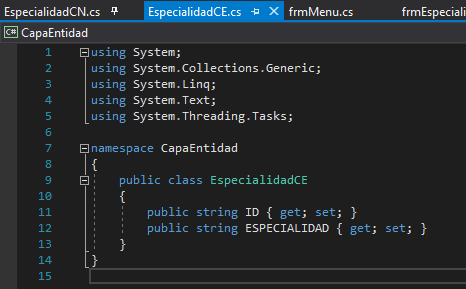 EspecialidadCN.cs EspecialidadCE.cs frmMenu.cs frmEspeciali
CapaEntidad
1 using System;
2 using System.Collections.Generic;
3 using System.Linq;
4 using System.Text;
5 using System.Threading.Tasks;
6
7 namespace CapaEntidad
8 {
9 public class EspecialidadCE
10 {
11 public string ID { get; set; }
12 public string ESPECIALIDAD { get; set; }
13 }
14 }
15